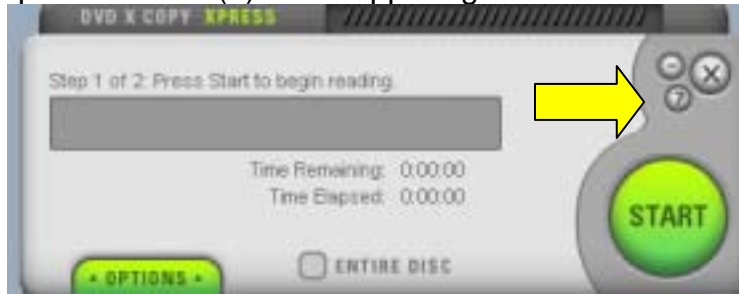 DVD X COPY XPRESS
Step 1 of 2: Press Start to begin reading.
Time Remaining: 0:00:00
Time Elapsed: 0:00:00
START
ENTIRE DISC
OPTIONS
?